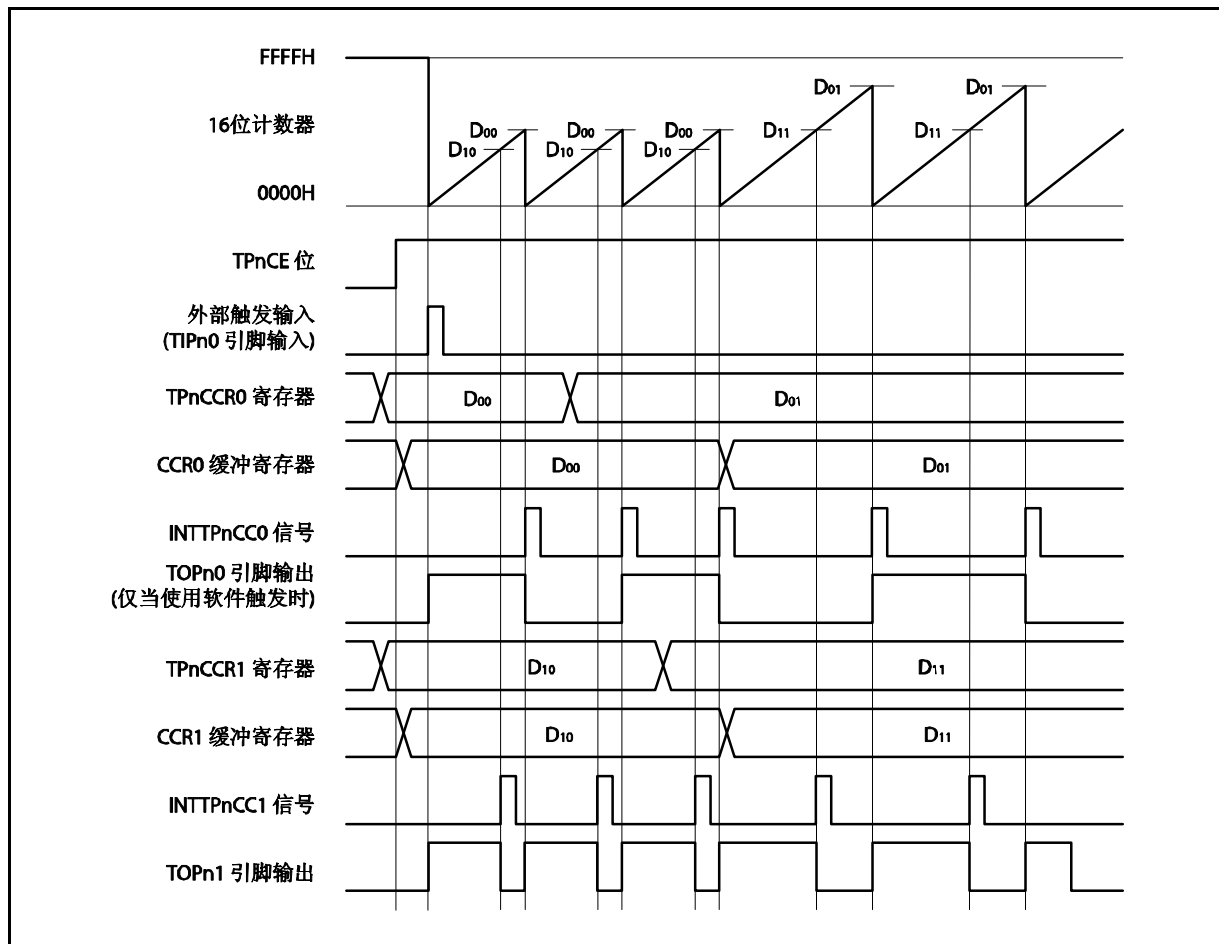 FFFFH
D01 D01
16位计数器
D00 D00 D00 D11 D11
D10 D10 D10
0000H
TPnCE 位
外部触发输入
(TIPn0 引脚输入)
TPnCCR0 寄存器 D00 D01
CCR0 缓冲寄存器 D00 D01
INTTPnCC0 信号
TOPn0 引脚输出
(仅当使用软件触发时)
TPnCCR1 寄存器 D10 D11
CCR1 缓冲寄存器 D10 D11
INTTPnCC1 信号
TOPn1 引脚输出